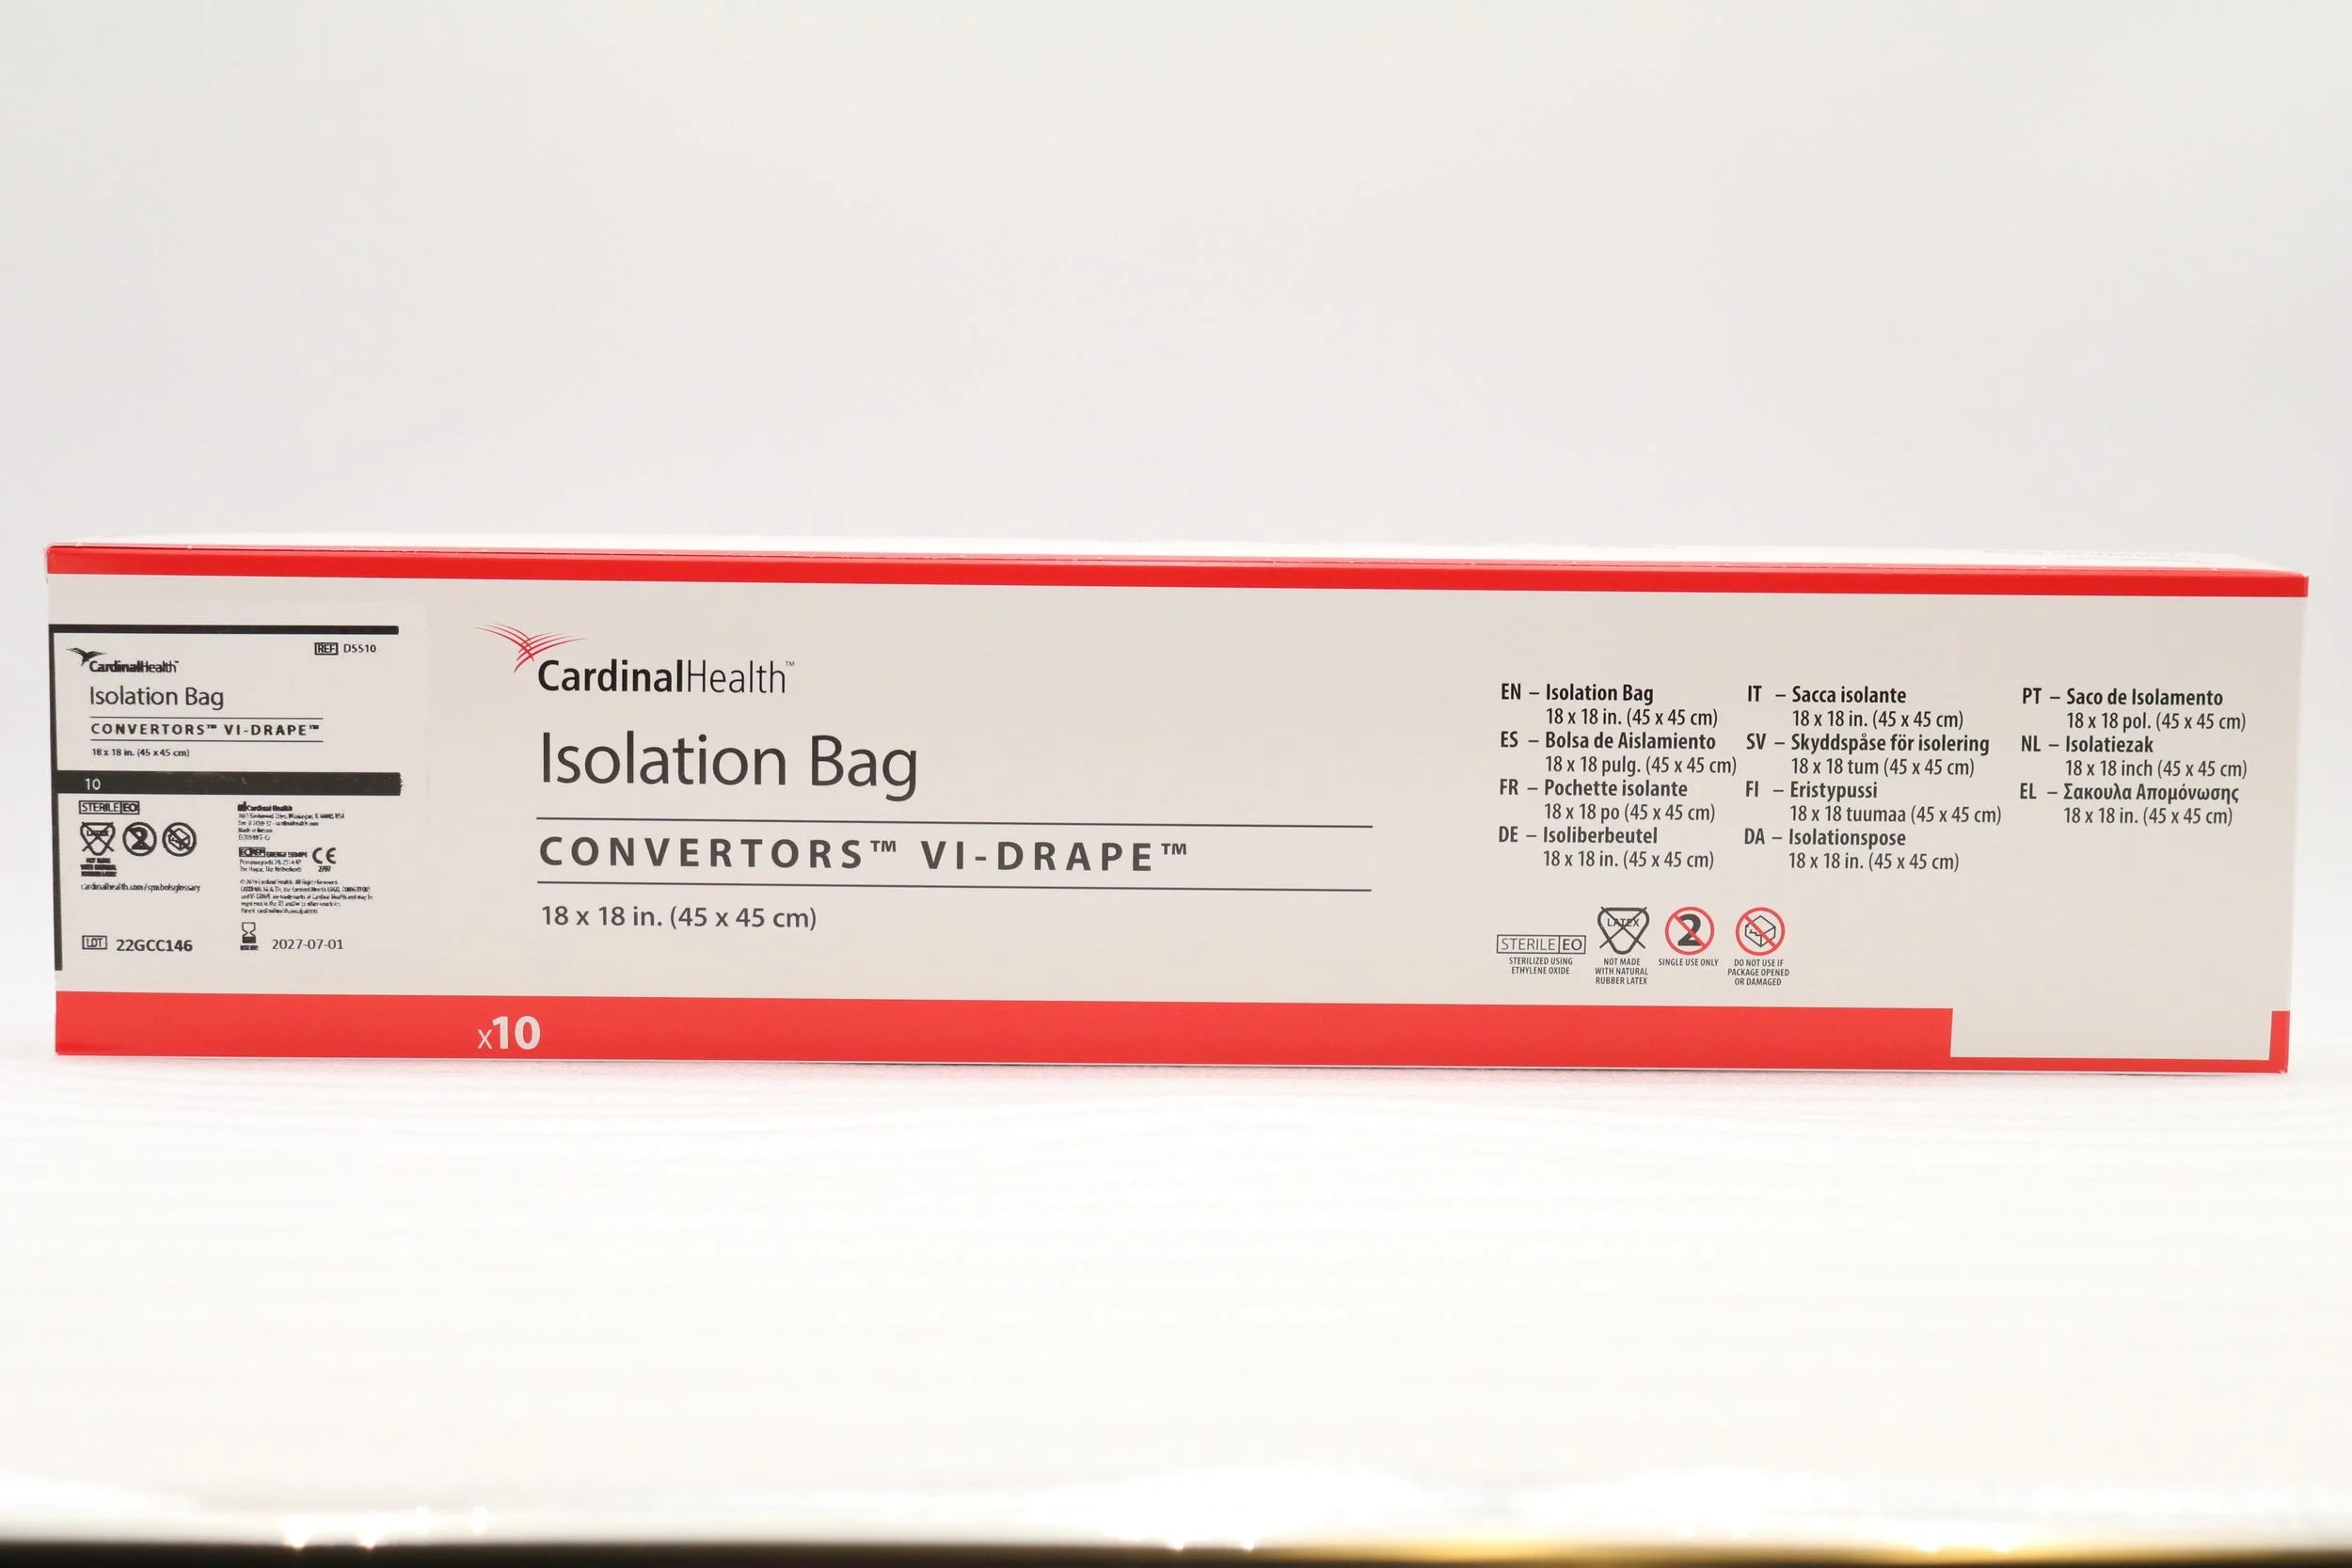 REF D5510
CardinalHealth™
Isolation Bag
CONVERTORS™ VI-DRAPE™
18 x 18 in. (45 x 45 cm)
10
STERILE EO
LATEX
2
CE
2797
cardinalhealth.com/symbolsglossary
LOT 22GCC146
2027-07-01
CardinalHealth™
Isolation Bag
CONVERTORS™ VI-DRAPE™
18 x 18 in. (45 x 45 cm)
x10
EN – Isolation Bag
18 x 18 in. (45 x 45 cm)
ES – Bolsa de Aislamiento
18 x 18 pulg. (45 x 45 cm)
FR – Pochette isolante
18 x 18 po (45 x 45 cm)
DE – Isolierbeutel
18 x 18 in. (45 x 45 cm)
IT – Sacca isolante
18 x 18 in. (45 x 45 cm)
SV – Skyddspåse för isolering
18 x 18 tum (45 x 45 cm)
FI – Eristypussi
18 x 18 tuumaa (45 x 45 cm)
DA – Isolationspose
18 x 18 in. (45 x 45 cm)
PT – Saco de Isolamento
18 x 18 pol. (45 x 45 cm)
NL – Isolatiezak
18 x 18 inch (45 x 45 cm)
EL – Σακουλα Απομόνωσης
18 x 18 in. (45 x 45 cm)
STERILE EO
STERILIZED USING
ETHYLENE OXIDE
LATEX
NOT MADE
WITH NATURAL
RUBBER LATEX
2
SINGLE USE ONLY
DO NOT USE IF
PACKAGE OPENED
OR DAMAGED